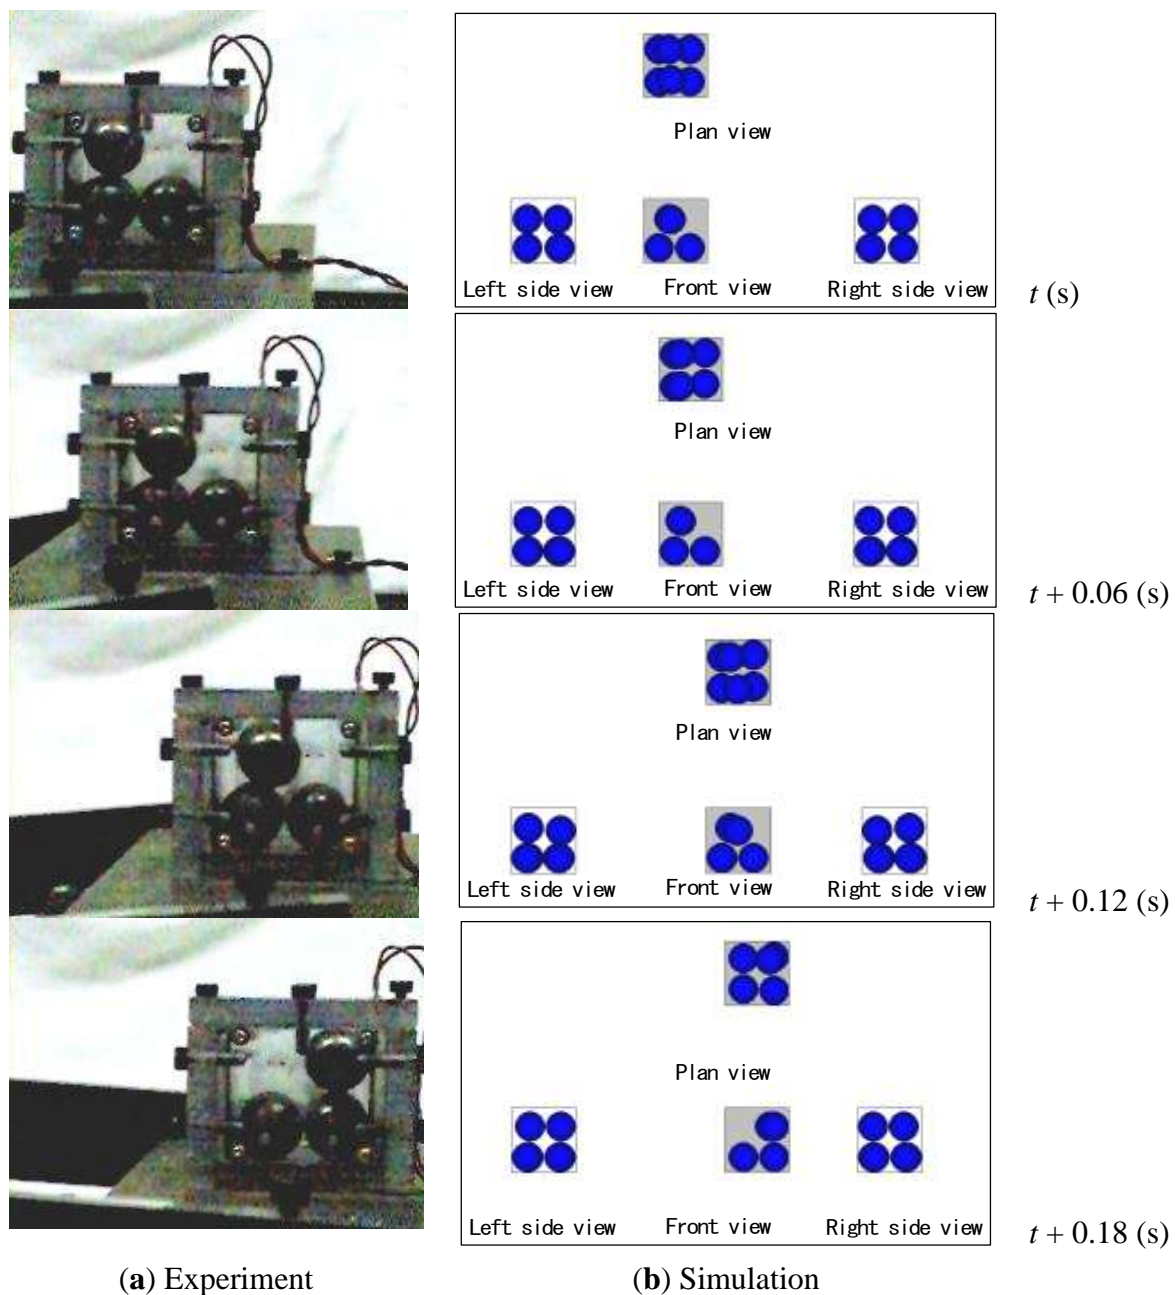 Plan view
Left side view Front view Right side view
t (s)
Plan view
Left side view Front view Right side view
t + 0.06 (s)
Plan view
Left side view Front view Right side view
t + 0.12 (s)
Plan view
Left side view Front view Right side view
t + 0.18 (s)
(a) Experiment (b) Simulation